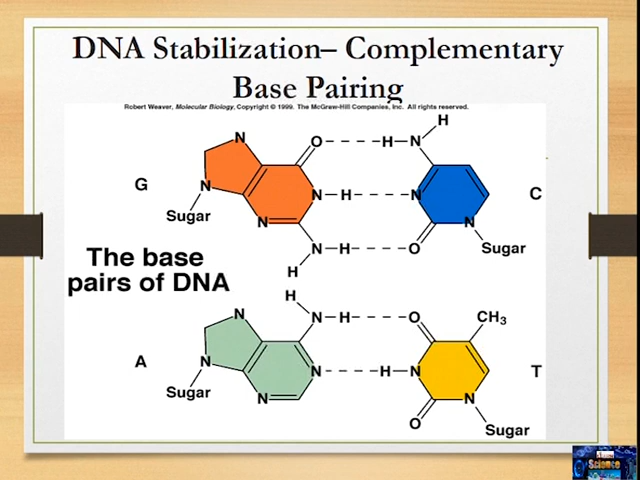 DNA Stabilization– Complementary
Base Pairing
Robert Weaver, Molecular Biology, Copyright © 1999. The McGraw-Hill Companies, Inc. All rights reserved.
H
N O H N
G N H N C
Sugar N N
N H O Sugar
H
The base
pairs of DNA
H
N N H O CH3
A N N H N T
Sugar N N
O Sugar
Science